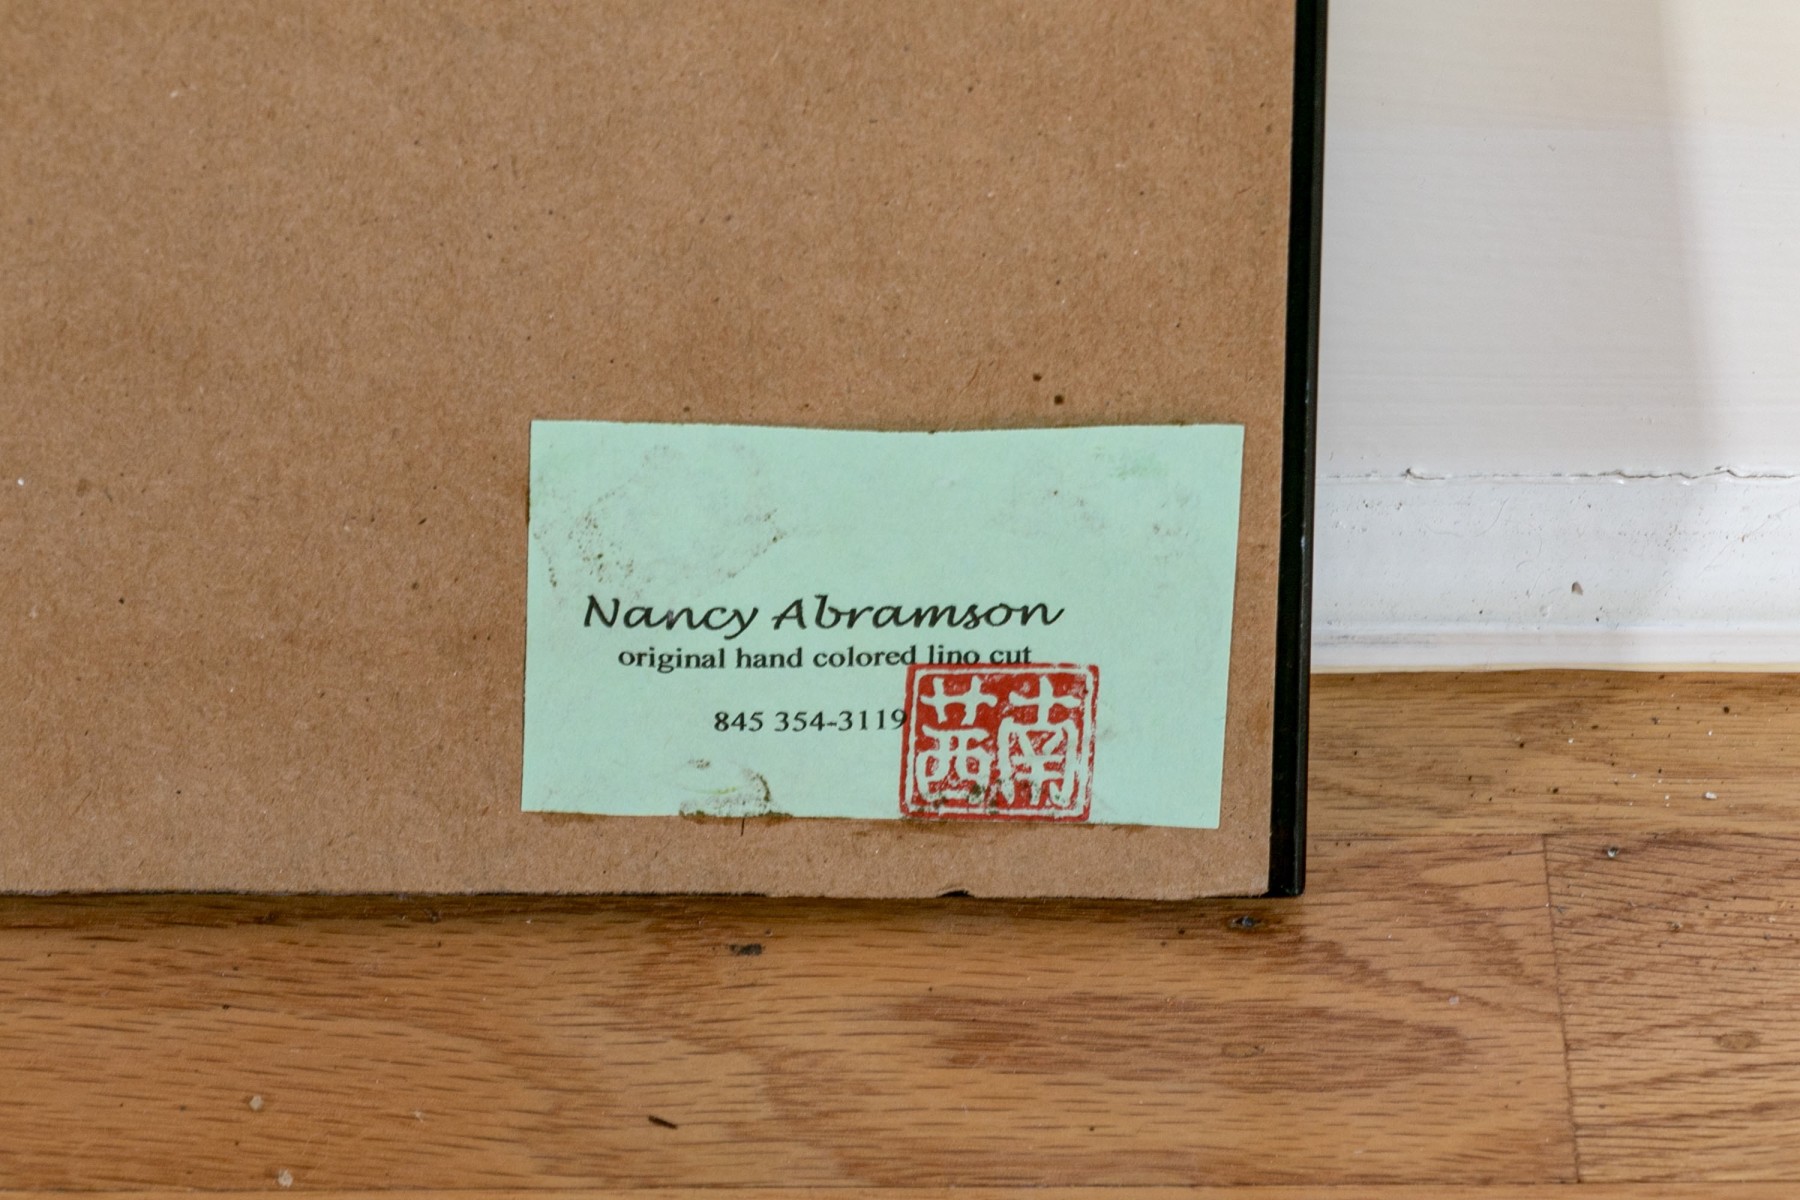 Nancy Abramson
original hand colored lino cut
845 354-3119
南茜